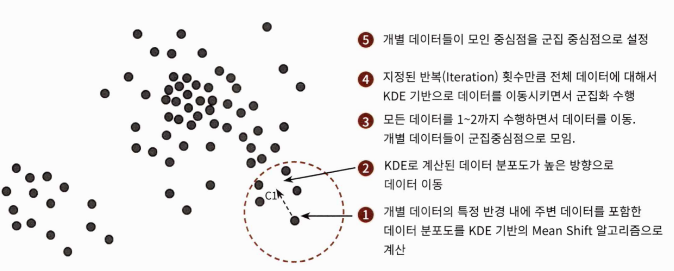 5 개별 데이터들이 모인 중심점을 군집 중심점으로 설정
4 지정된 반복(Iteration) 횟수만큼 전체 데이터에 대해서
KDE 기반으로 데이터를 이동시키면서 군집화 수행
3 모든 데이터를 1~2까지 수행하면서 데이터를 이동.
개별 데이터들이 군집중심점으로 모임.
2 KDE로 계산된 데이터 분포도가 높은 방향으로
데이터 이동
C1
1 개별 데이터의 특정 반경 내에 주변 데이터를 포함한
데이터 분포도를 KDE 기반의 Mean Shift 알고리즘으로
계산